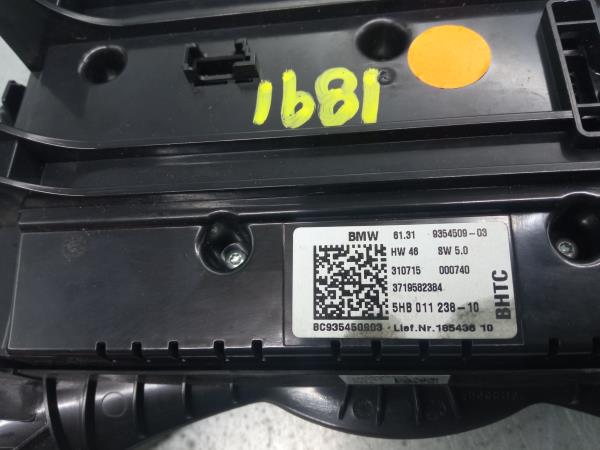 1681
BMW 61.31 9354509-03
HW 46 SW 5.0
310715 000740
3719582384
5HB 011 238-10
BC935450903 Lief.Nr.165436 10
BHTC